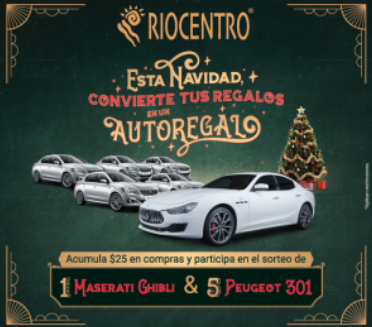 RIOCENTRO®
ESTA NAVIDAD,
CONVIERTE TUS REGALOS
EN UN
AUTOREGALO
Acumula $25 en compras y participa en el sorteo de
1 MASERATI GHIBLI & 5 PEUGEOT 301